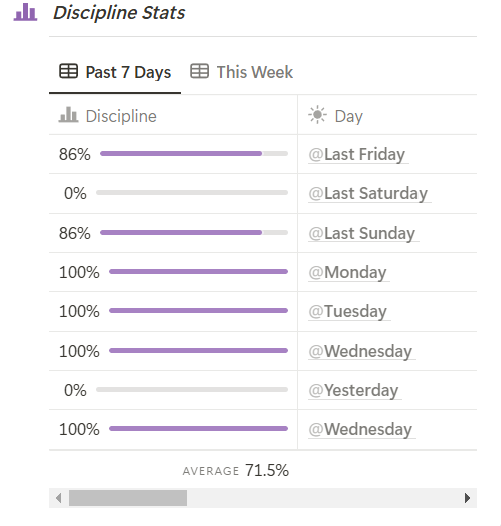 Discipline Stats
Past 7 Days This Week
Discipline Day
86% @Last Friday
0% @Last Saturday
86% @Last Sunday
100% @Monday
100% @Tuesday
100% @Wednesday
0% @Yesterday
100% @Wednesday
AVERAGE 71.5%